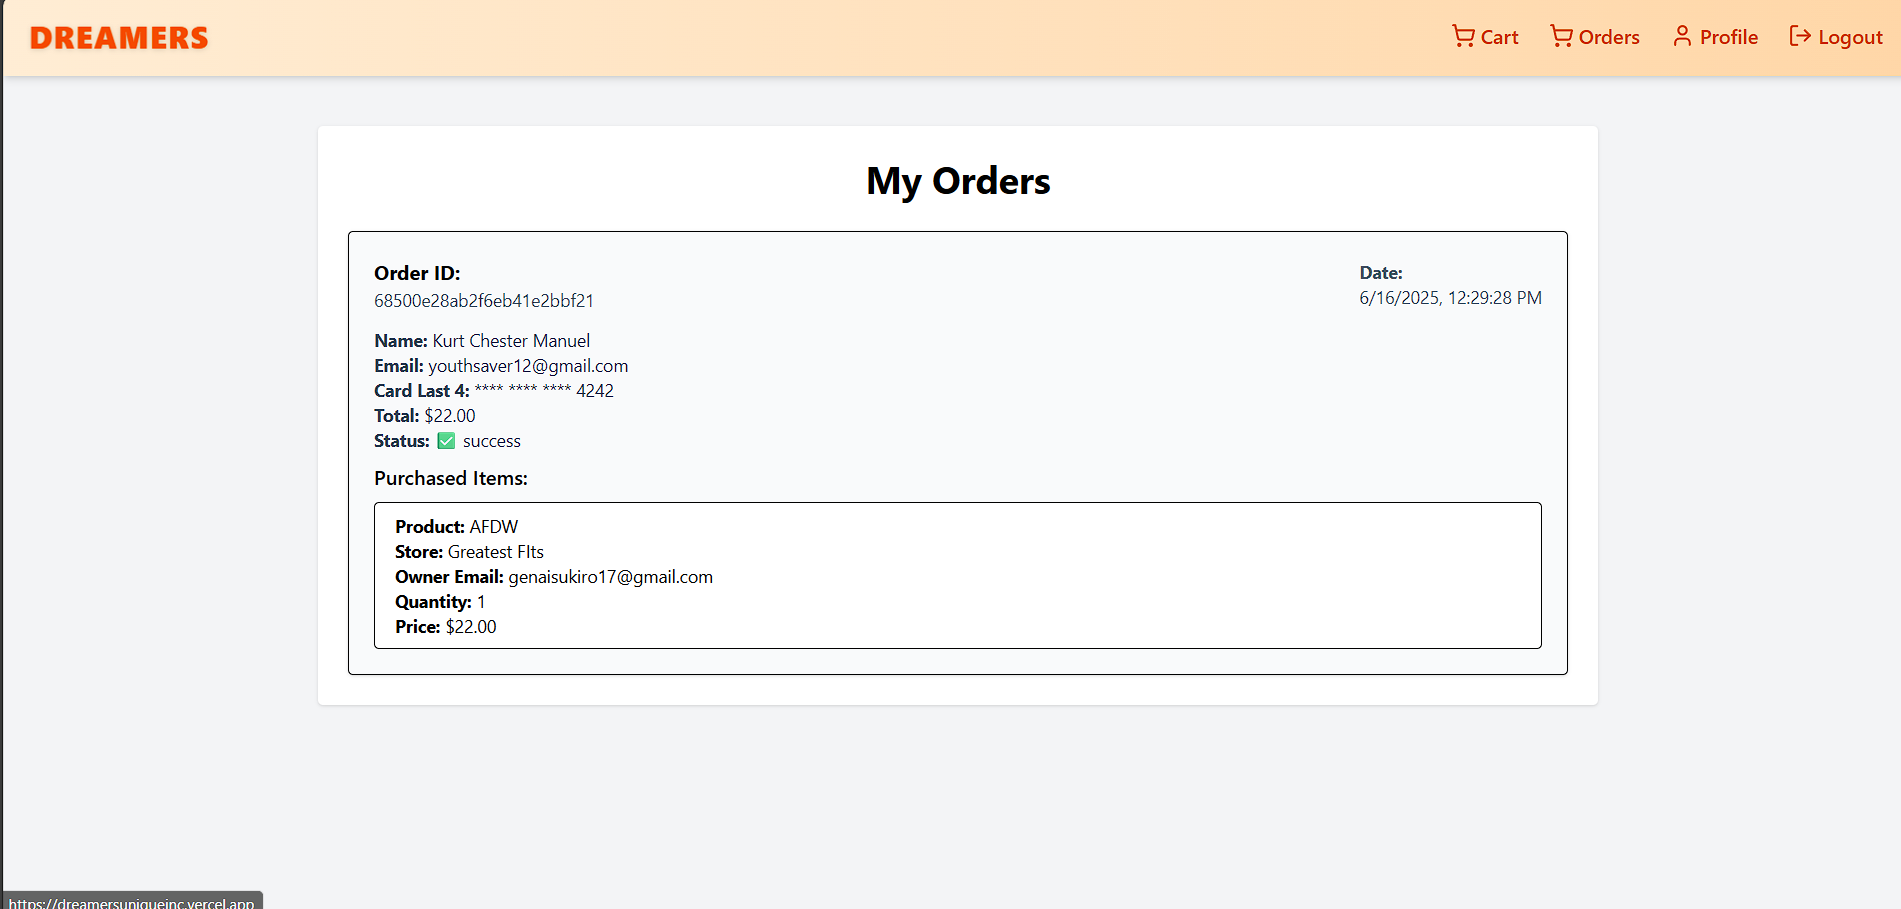 DREAMERS
Cart Orders Profile Logout
My Orders
Order ID:
68500e28ab2f6eb41e2bbf21
Date:
6/16/2025, 12:29:28 PM
Name: Kurt Chester Manuel
Email: youthsaver12@gmail.com
Card Last 4: **** **** **** 4242
Total: $22.00
Status: ✅ success
Purchased Items:
Product: AFDW
Store: Greatest FIts
Owner Email: genaisukiro17@gmail.com
Quantity: 1
Price: $22.00
https://dreamersuniqueinc.vercel.app